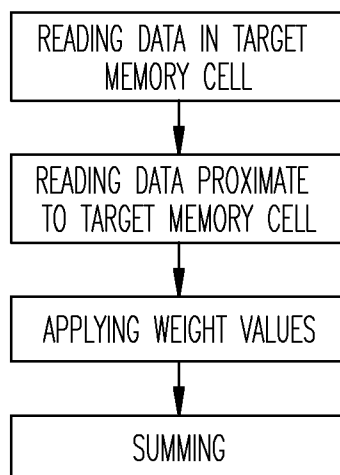 READING DATA IN TARGET
MEMORY CELL
READING DATA PROXIMATE
TO TARGET MEMORY CELL
APPLYING WEIGHT VALUES
SUMMING